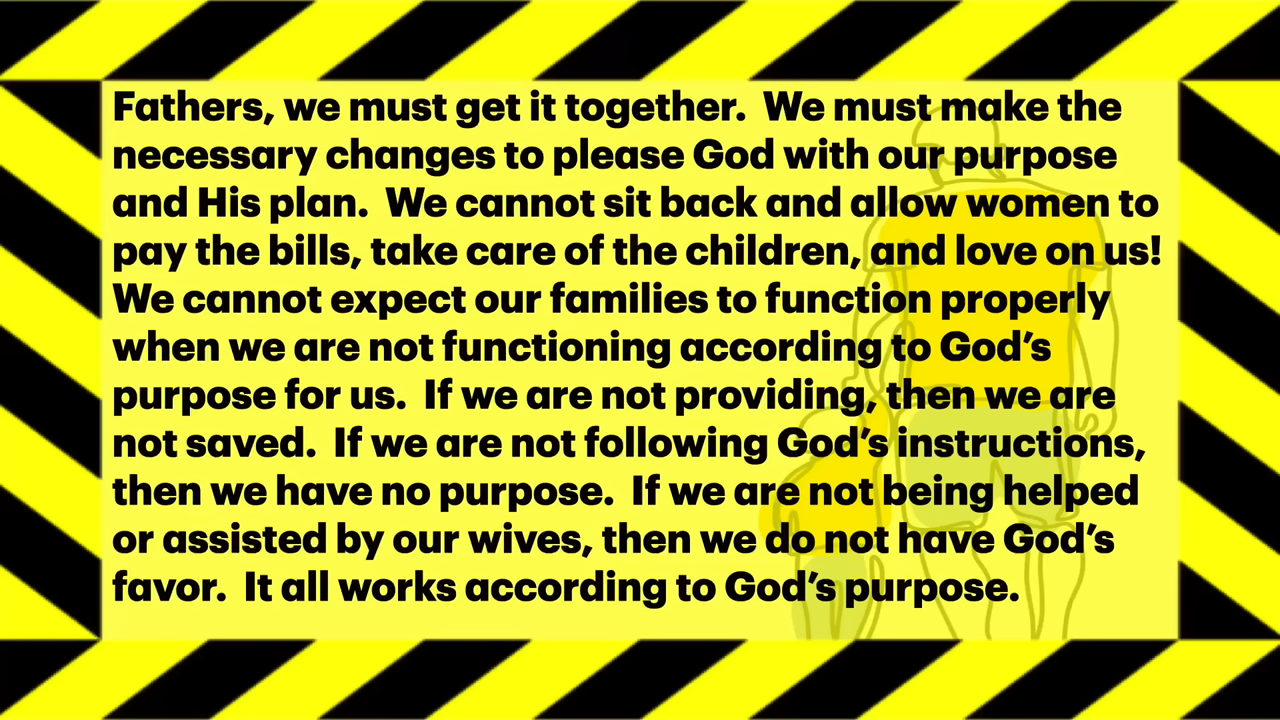 Fathers, we must get it together.  We must make the
necessary changes to please God with our purpose
and His plan.  We cannot sit back and allow women to
pay the bills, take care of the children, and love on us!
We cannot expect our families to function properly
when we are not functioning according to God’s
purpose for us.  If we are not providing, then we are
not saved.  If we are not following God’s instructions,
then we have no purpose.  If we are not being helped
or assisted by our wives, then we do not have God’s
favor.  It all works according to God’s purpose.